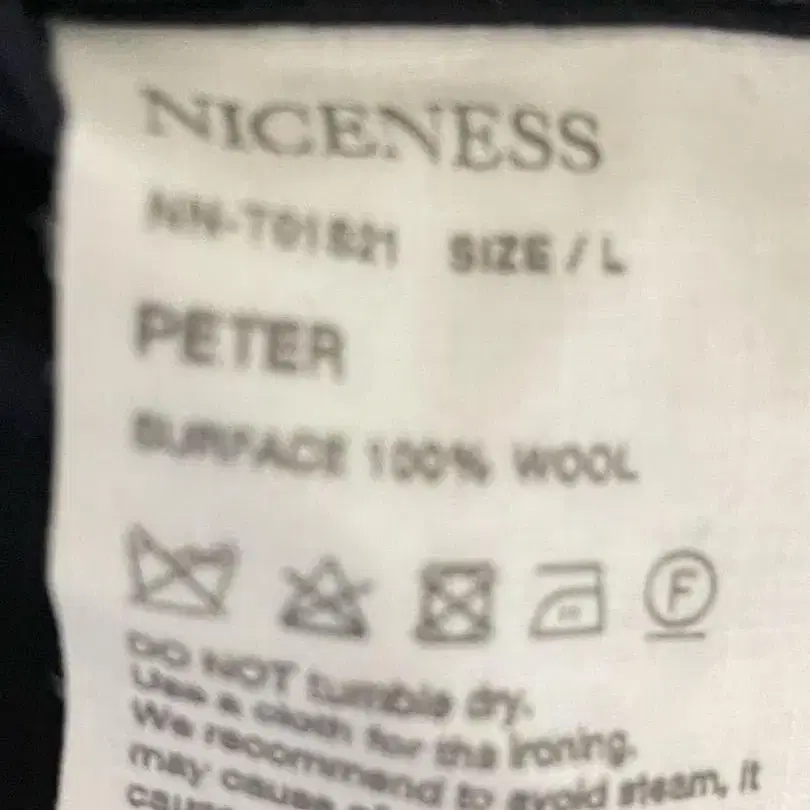 NICENESS
NN-T01S21 SIZE / L
PETER
SURFACE 100% WOOL
F
DO NOT tumble dry.
Use a cloth for the ironing.
We recommend to avoid steam, it
may cause